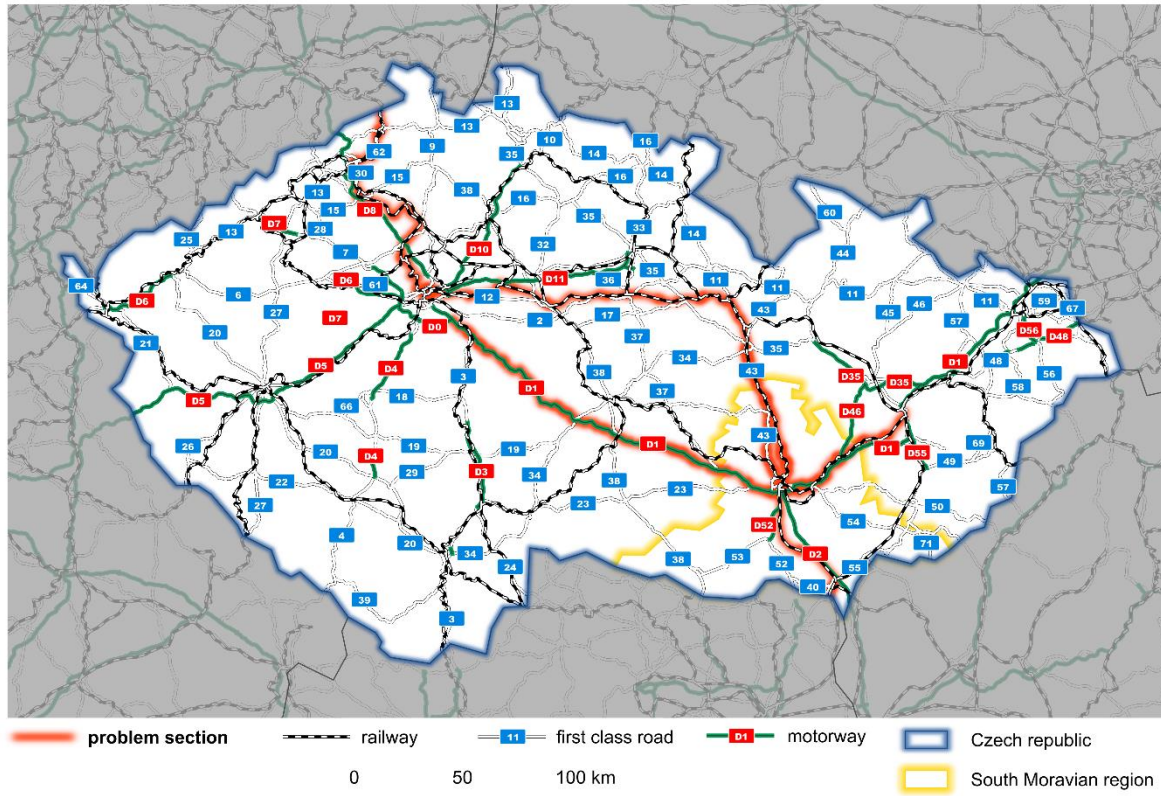 13
13
62
9
10
16
35
14
30
15
16
14
38
16
13
15
D8
35
D7
28
33
25
13
60
D10
32
14
7
44
D6
61
D11
36
35
11
64
11
59
D6
6
12
43
11
46
11
67
27
D7
D0
2
17
43
45
57
D56
20
37
D48
21
35
D1
48
D5
D4
3
34
43
D35
D35
56
38
58
D5
D1
37
18
66
D46
43
D1
26
20
19
19
D1
D55
69
D4
29
D3
49
22
34
38
23
57
27
23
50
D52
54
4
20
71
34
38
53
D2
24
52
55
39
40
3
problem section
railway
11
first class road
D1
motorway
Czech republic
0 50 100 km
South Moravian region